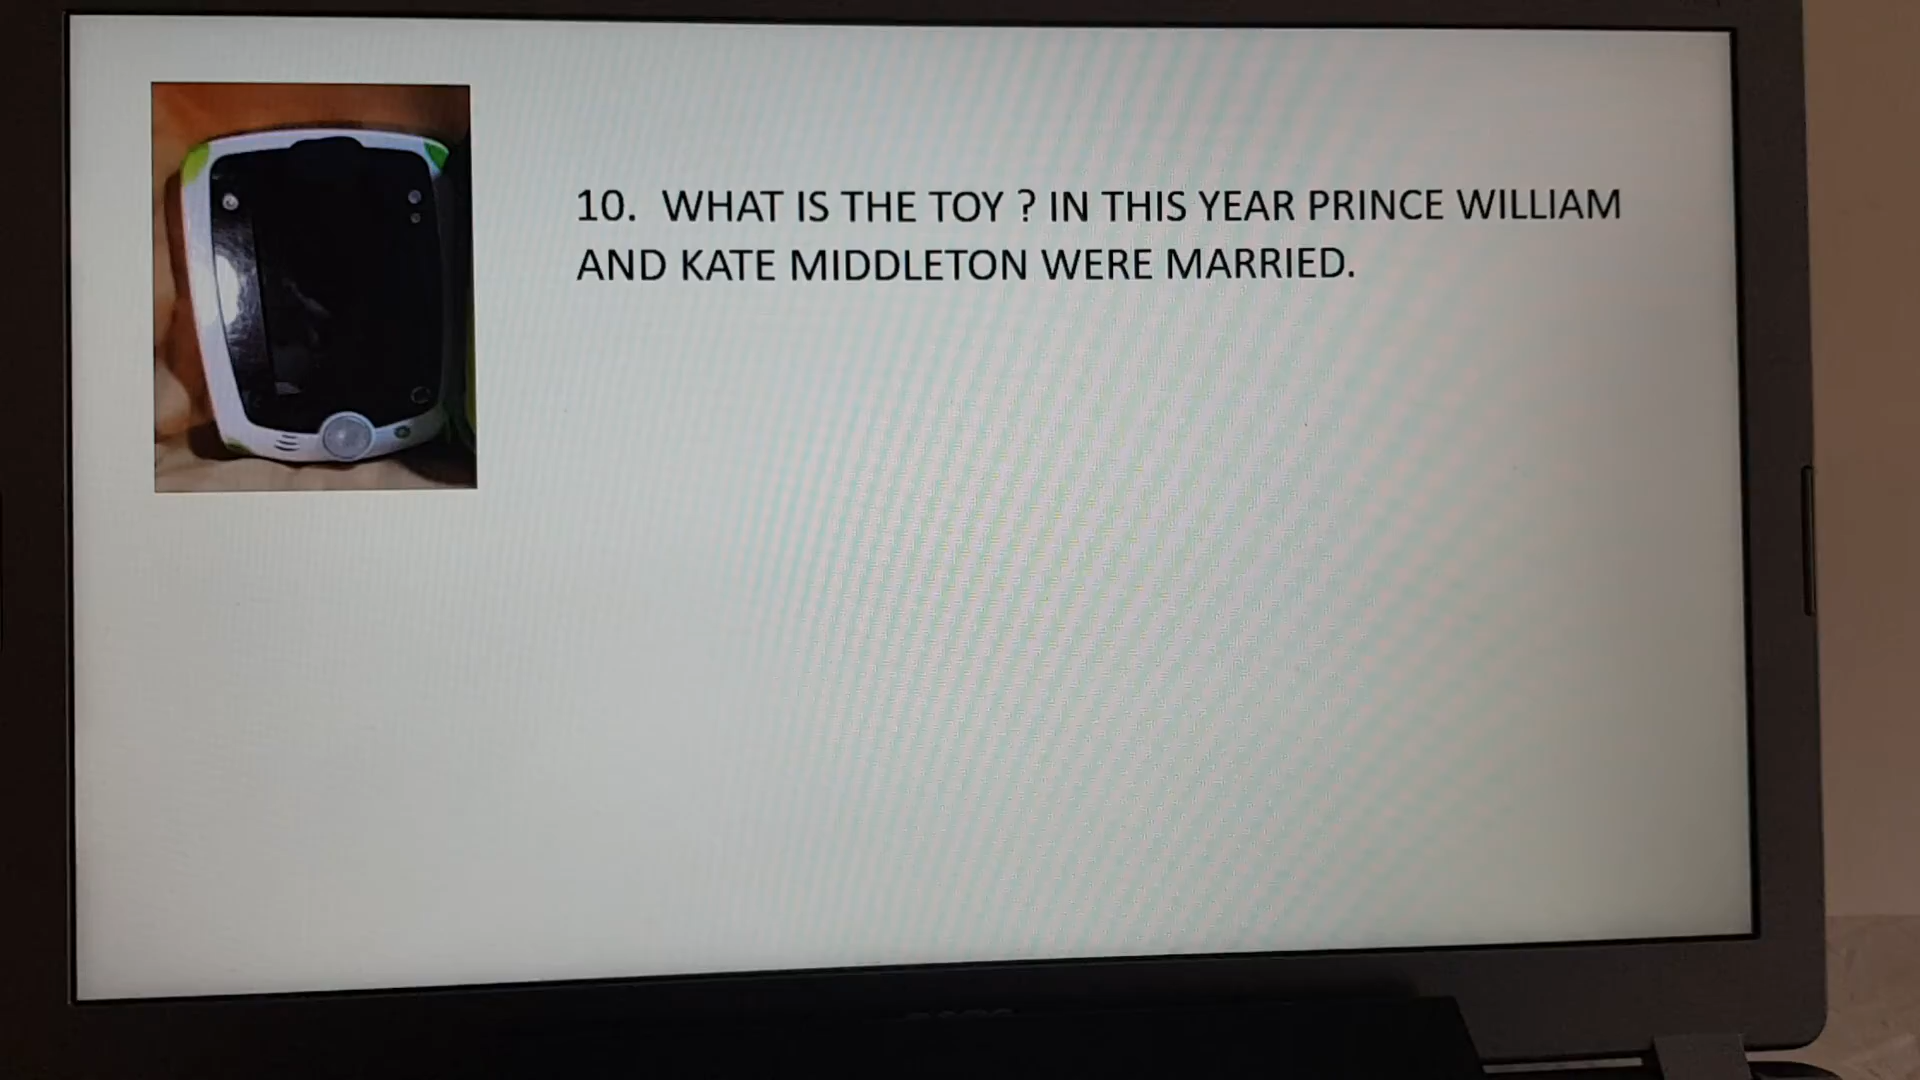 10. WHAT IS THE TOY ? IN THIS YEAR PRINCE WILLIAM
AND KATE MIDDLETON WERE MARRIED.